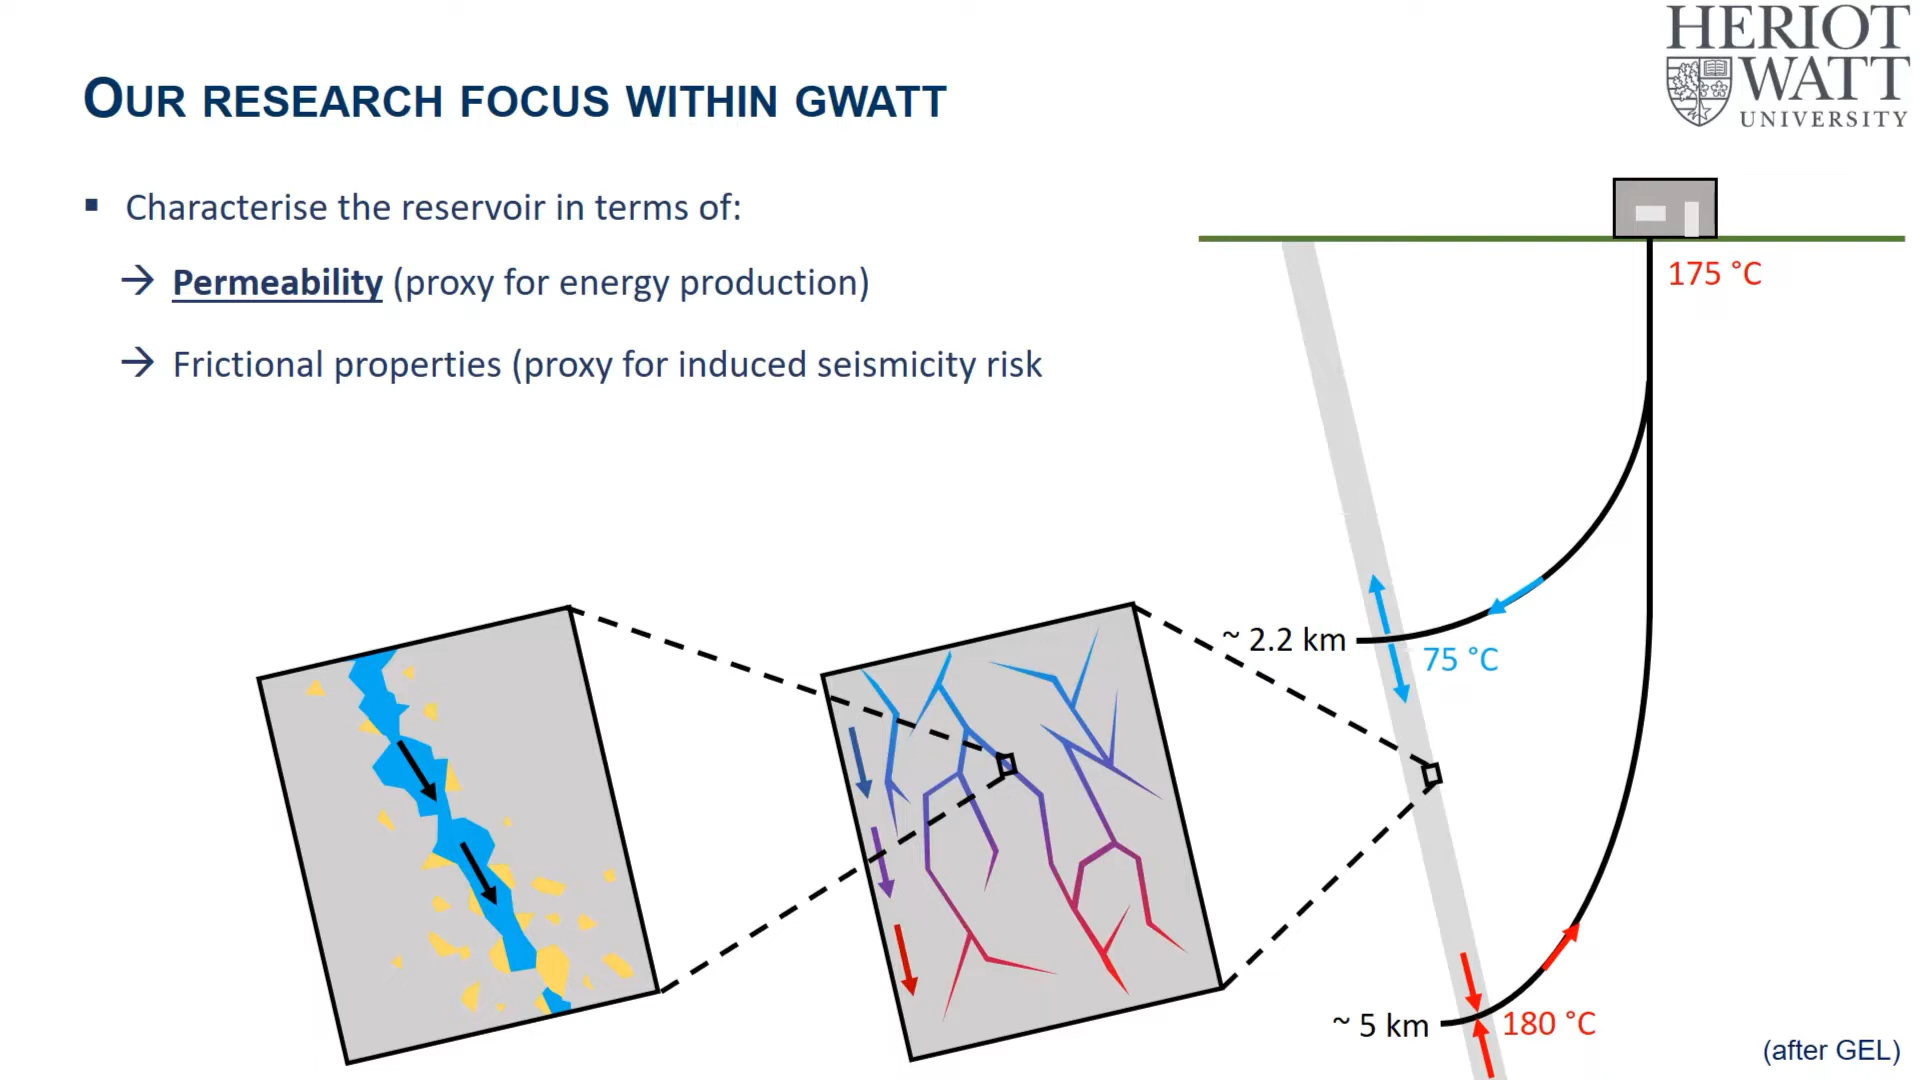 HERIOT
WATT
UNIVERSITY
OUR RESEARCH FOCUS WITHIN GWATT
▪ Characterise the reservoir in terms of:
→ Permeability (proxy for energy production)
→ Frictional properties (proxy for induced seismicity risk
175 °C
~ 2.2 km
75 °C
~ 5 km
180 °C
(after GEL)